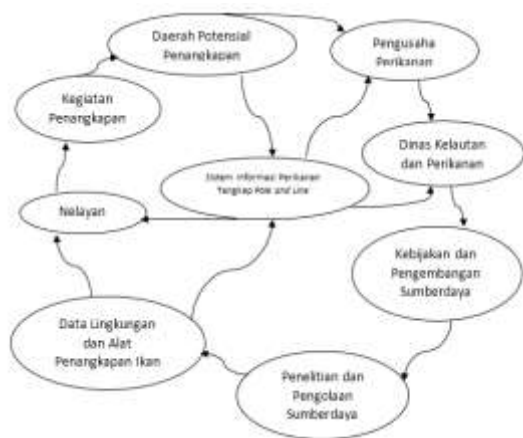 Daerah Potensial
Penangkapan
Pengusaha
Perikanan
Kegiatan
Penangkapan
Dinas Kelautan
dan Perikanan
Sistem Informasi Perikanan
Tangkap Pole and Line
Nelayan
Kebijakan dan
Pengembangan
Sumberdaya
Data Lingkungan
dan Alat
Penangkapan Ikan
Penelitian dan
Pengolaan
Sumberdaya